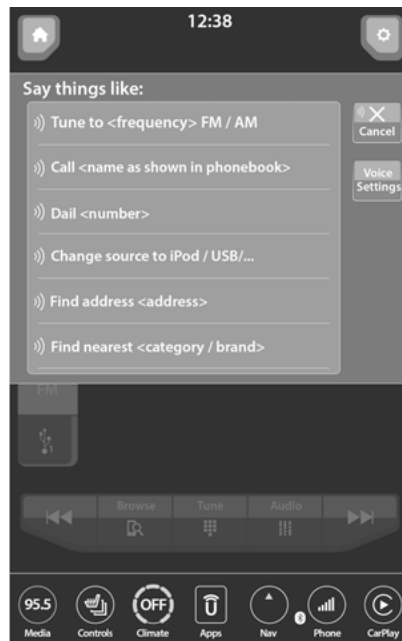 12:38
Say things like:
Tune to <frequency> FM / AM
Call <name as shown in phonebook>
Dail <number>
Change source to iPod / USB/...
Find address <address>
Find nearest <category / brand>
Cancel
Voice
Settings
FM
1
Browse Tune Audio
95.5 OFF
Media Controls Climate Apps Nav Phone CarPlay